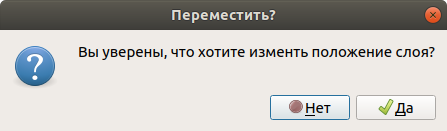 Переместить?
Вы уверены, что хотите изменть положение слоя?
Нет
Да